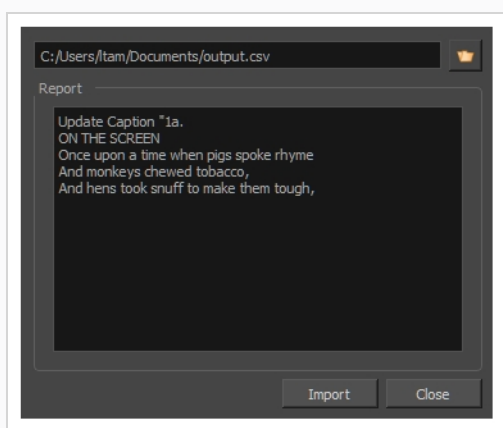 C:/Users/ltam/Documents/output.csv
Report
Update Caption "1a.
ON THE SCREEN
Once upon a time when pigs spoke rhyme
And monkeys chewed tobacco,
And hens took snuff to make them tough,
Import
Close